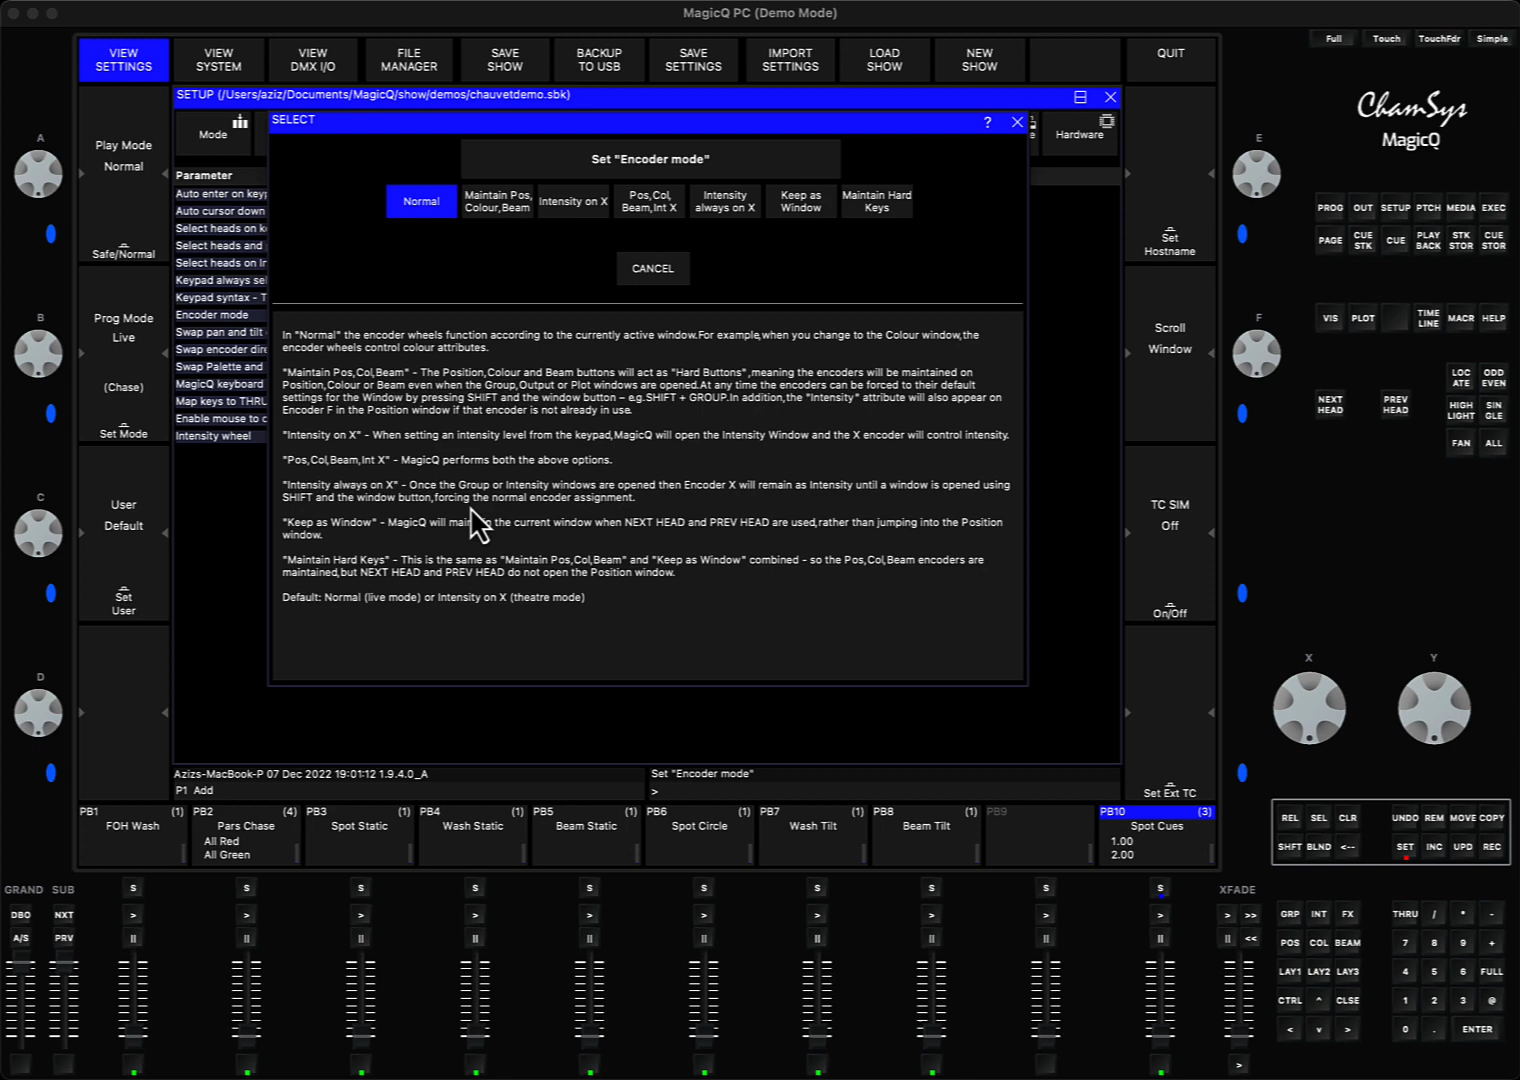 MagicQ PC (Demo Mode)
Full Touch TouchFdr Simple
VIEW SETTINGS
VIEW SYSTEM
VIEW DMX I/O
FILE MANAGER
SAVE SHOW
BACKUP TO USB
SAVE SETTINGS
IMPORT SETTINGS
LOAD SHOW
NEW SHOW
QUIT
SETUP (/Users/aziz/Documents/MagicQ/show/demos/chauvetdemo.sbk)
SELECT
?
Mode
Hardware
Set "Encoder mode"
Normal
Maintain Pos, Colour,Beam
Intensity on X
Pos,Col, Beam,Int X
Intensity always on X
Keep as Window
Maintain Hard Keys
CANCEL
Parameter
Auto enter on keyp
Auto cursor down
Select heads on k
Select heads and
Select heads on In
Keypad always sel
Keypad syntax - T
Encoder mode
Swap pan and tilt
Swap encoder dire
Swap Palette and
MagicQ keyboard
Map keys to THRU
Enable mouse to c
Intensity wheel
In "Normal" the encoder wheels function according to the currently active window.For example,when you change to the Colour window,the
encoder wheels control colour attributes.
"Maintain Pos,Col,Beam" - The Position,Colour and Beam buttons will act as "Hard Buttons",meaning the encoders will be maintained on
Position,Colour or Beam even when the Group,Output or Plot windows are opened.At any time the encoders can be forced to their default
settings for the Window by pressing SHIFT and the window button – e.g.SHIFT + GROUP.In addition,the "Intensity" attribute will also appear on
Encoder F in the Position window if that encoder is not already in use.
"Intensity on X" - When setting an intensity level from the keypad,MagicQ will open the Intensity Window and the X encoder will control intensity.
"Pos,Col,Beam,Int X" - MagicQ performs both the above options.
"Intensity always on X" - Once the Group or Intensity windows are opened then Encoder X will remain as Intensity until a window is opened using
SHIFT and the window button,forcing the normal encoder assignment.
"Keep as Window" - MagicQ will main the current window when NEXT HEAD and PREV HEAD are used,rather than jumping into the Position
window.
"Maintain Hard Keys" - This is the same as "Maintain Pos,Col,Beam" and "Keep as Window" combined - so the Pos,Col,Beam encoders are
maintained,but NEXT HEAD and PREV HEAD do not open the Position window.
Default: Normal (live mode) or Intensity on X (theatre mode)
A
Play Mode
Normal
Safe/Normal
B
Prog Mode
Live
(Chase)
Set Mode
C
User
Default
Set
User
D
Set
Hostname
Scroll
Window
TC SIM
Off
On/Off
Set Ext TC
E
F
X
Y
ChamSys
MagicQ
PROG OUT SETUP PTCH MEDIA EXEC
PAGE CUE STK CUE PLAY BACK STK STOR CUE STOR
VIS PLOT TIME LINE MACR HELP
NEXT HEAD
PREV HEAD
LOC ATE
ODD EVEN
HIGH LIGHT
SIN GLE
FAN ALL
Azizs-MacBook-P 07 Dec 2022 19:01:12 1.9.4.0_A
P1 Add
Set "Encoder mode"
>
PB1 (1)
FOH Wash
PB2 (4)
Pars Chase
All Red
All Green
PB3 (1)
Spot Static
PB4 (1)
Wash Static
PB5 (1)
Beam Static
PB6 (1)
Spot Circle
PB7 (1)
Wash Tilt
PB8 (1)
Beam Tilt
PB9
PB10 (3)
Spot Cues
1.00
2.00
REL SEL CLR UNDO REM MOVE COPY
SHFT BLND <-- SET INC UPD REC
GRAND SUB
S S S S S S S S S S
XFADE
DBO NXT > > > > > > > > > > > >>
A/S PRV II II II II II II II II II II II <<
GRP INT FX THRU / * -
POS COL BEAM 7 8 9 +
LAY1 LAY2 LAY3 4 5 6 FULL
CTRL ^ CLSE 1 2 3 @
< v > 0 . ENTER
>